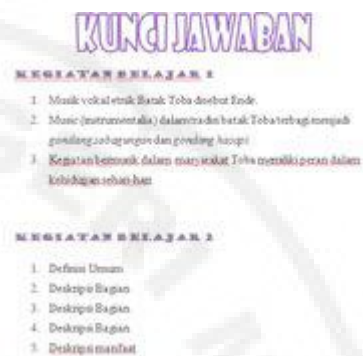 KUNCI JAWABAN
KEGIATAN BELAJAR 1
1. Musik vokal etnik Batak Toba disebut Ende.
2. Music (instrumentalia) dalam tradisi batak Toba terbagi menjadi
gondang sabangunan dan gondang hasapi
3. Kegiatan bermusik dalam masyarakat Toba memiliki peran dalam
kehidupan sehari-hari
KEGIATAN BELAJAR 2
1. Definisi Umum
2. Deskripsi Bagian
3. Deskripsi Bagian
4. Deskripsi Bagian
5. Deskripsi manfaat